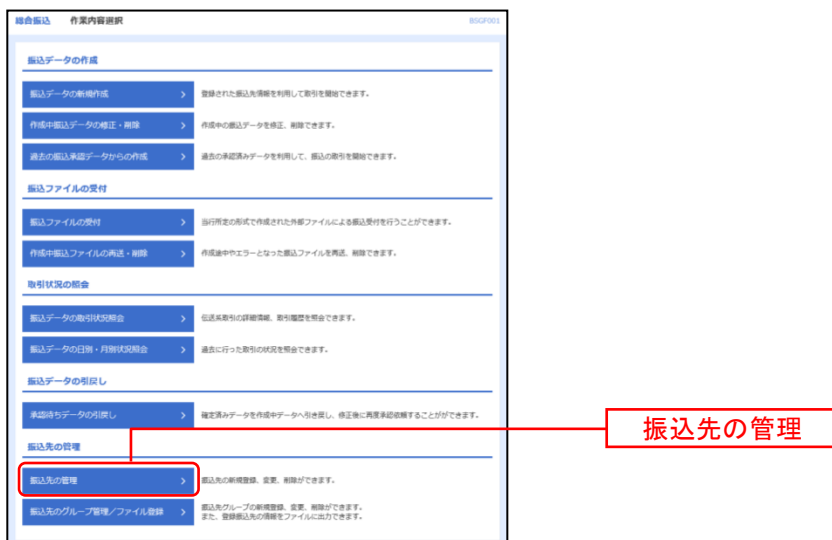 総合振込 作業内容選択 BSGF001
振込データの作成
振込データの新規作成 登録された振込先情報を利用して取引を開始できます。
作成中振込データの修正・削除 作成中の振込データを修正、削除できます。
過去の振込承認データからの作成 過去の承認済みデータを利用して、振込の取引を開始できます。
振込ファイルの受付
振込ファイルの受付 当行所定の形式で作成された外部ファイルによる振込受付を行うことができます。
作成中振込ファイルの再送・削除 作成途中やエラーとなった振込ファイルを再送、削除できます。
取引状況の照会
振込データの取引状況照会 伝送系取引の詳細情報、取引履歴を照会できます。
振込データの日別・月別状況照会 過去に行った取引の状況を照会できます。
振込データの引戻し
承認待ちデータの引戻し 確定済みデータを作成中データへ引き戻し、修正後に再度承認依頼することができます。
振込先の管理
振込先の管理
振込先の管理 振込先の新規登録、変更、削除ができます。
振込先のグループ管理/ファイル登録 振込先グループの新規登録、変更、削除ができます。
また、登録振込先の情報をファイルに出力できます。